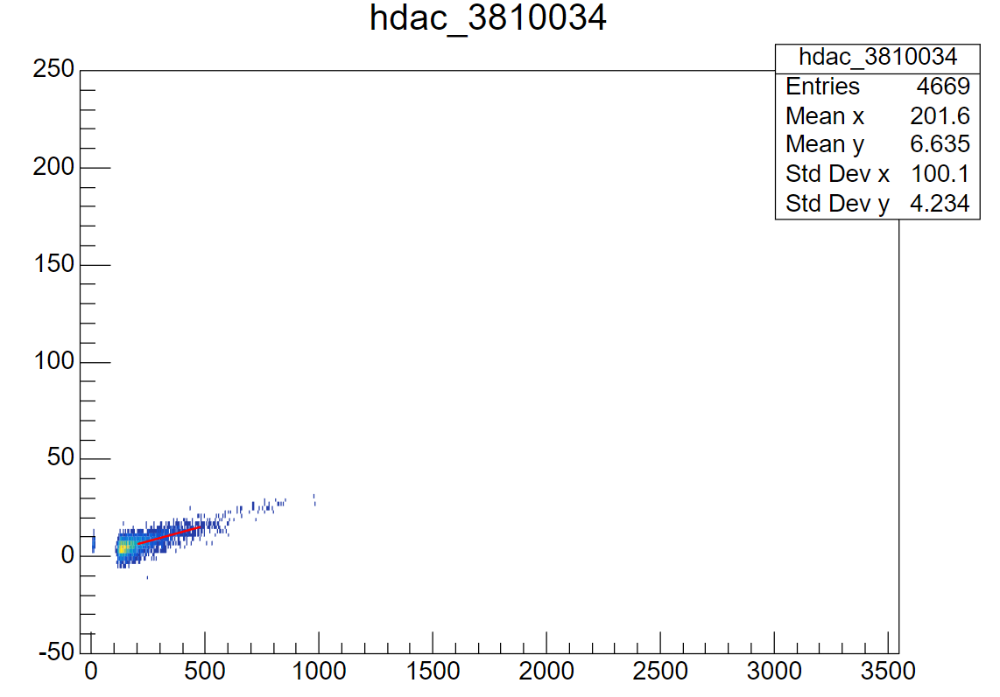 hdac_3810034
hdac_3810034
Entries 4669
Mean x 201.6
Mean y 6.635
Std Dev x 100.1
Std Dev y 4.234
250
200
150
100
50
0
-50
0 500 1000 1500 2000 2500 3000 3500